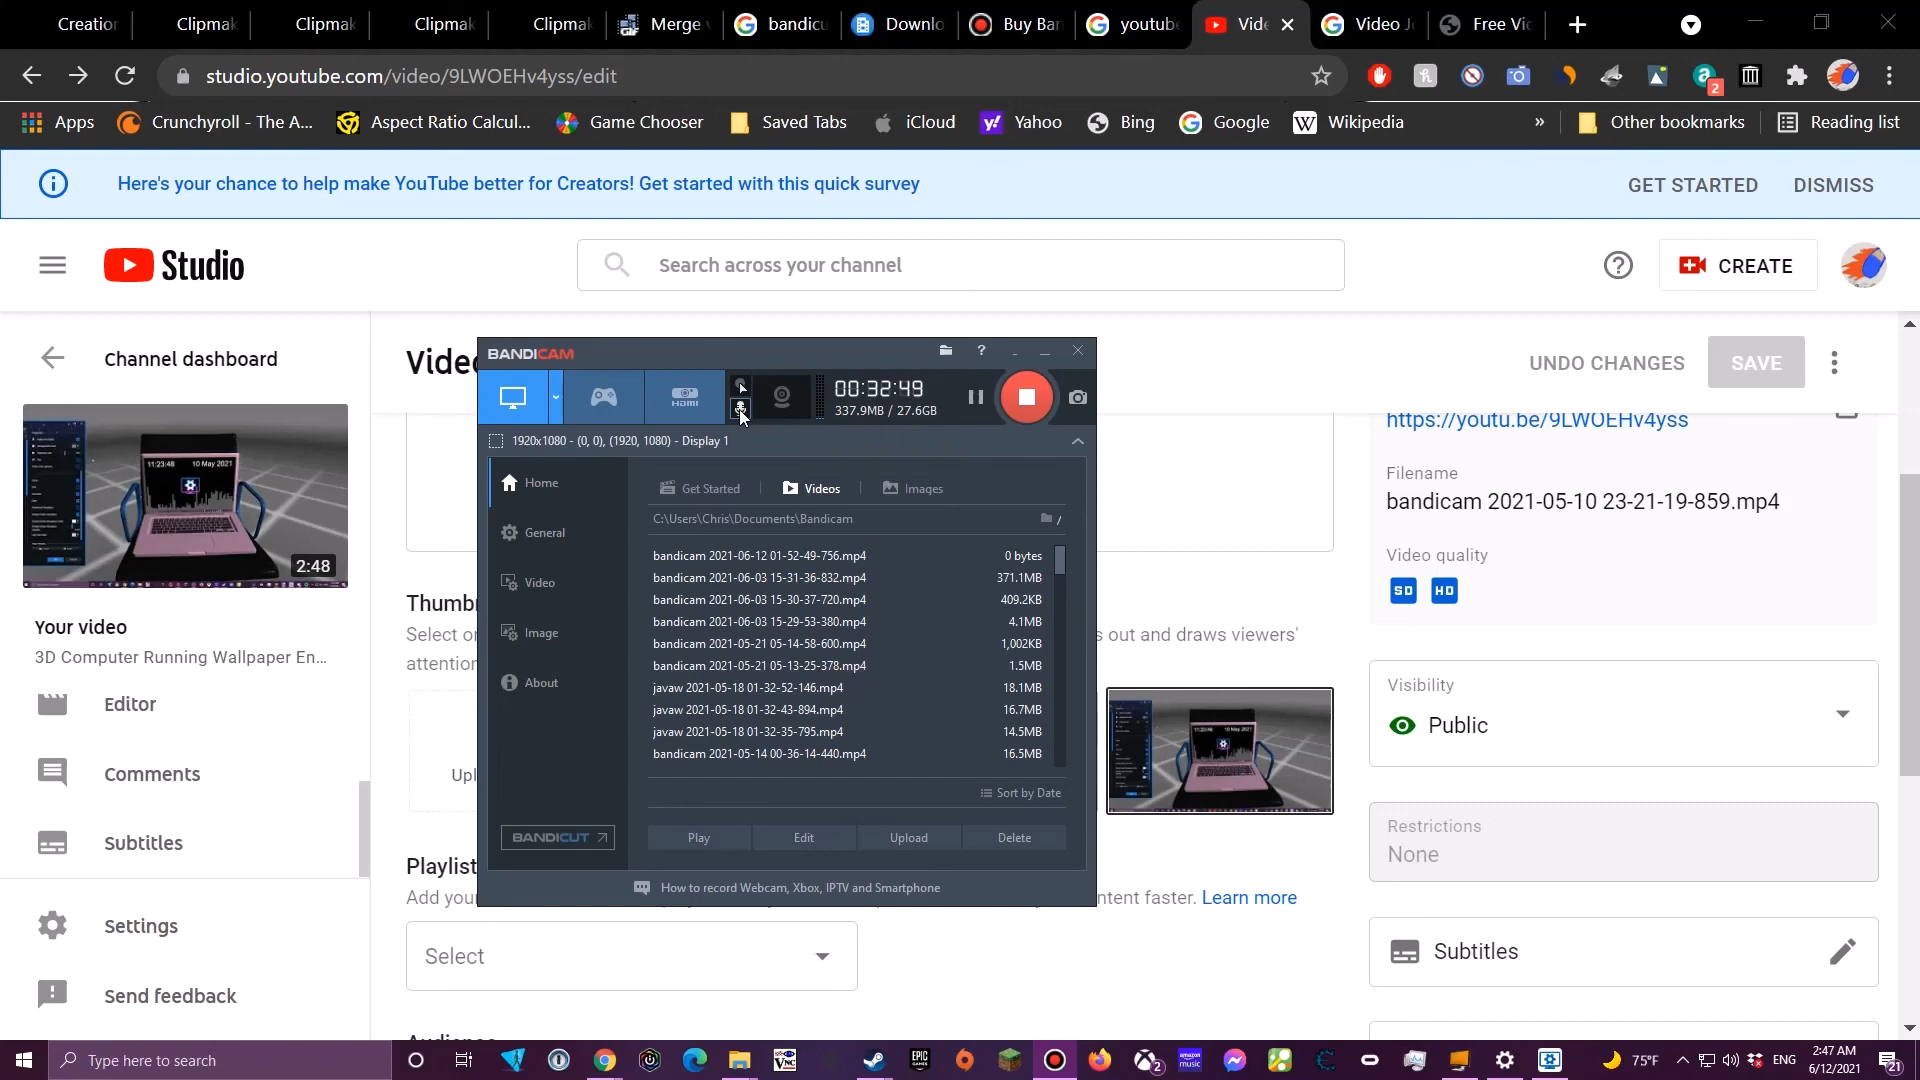 Creation
Clipmak
Clipmak
Clipmak
Clipmak
Merge v
bandicu
Downlo
Buy Ban
youtube
Vide
Video Jo
Free Vid
studio.youtube.com/video/9LWOEHv4yss/edit
2
Apps
Crunchyroll - The A...
Aspect Ratio Calcul...
Game Chooser
Saved Tabs
iCloud
Yahoo
Bing
Google
Wikipedia
»
Other bookmarks
Reading list
Here's your chance to help make YouTube better for Creators! Get started with this quick survey
GET STARTED
DISMISS
Studio
Search across your channel
CREATE
Channel dashboard
11:23:48 10 May 2021
2:48
Your video
3D Computer Running Wallpaper En...
Editor
Comments
Subtitles
Settings
Send feedback
UNDO CHANGES
SAVE
Thumb
Select or
s out and draws viewers'
attention
Upl
Playlist
Add you
ntent faster. Learn more
Select
https://youtu.be/9LWOEHv4yss
Filename
bandicam 2021-05-10 23-21-19-859.mp4
Video quality
SD HD
Visibility
Public
Restrictions
None
Subtitles
BANDICAM
HDMI
00:32:49
337.9MB / 27.6GB
1920x1080 - (0, 0), (1920, 1080) - Display 1
Home
General
Video
Image
About
BANDICUT
Get Started
Videos
Images
C:\Users\Chris\Documents\Bandicam
bandicam 2021-06-12 01-52-49-756.mp4 0 bytes
bandicam 2021-06-03 15-31-36-832.mp4 371.1MB
bandicam 2021-06-03 15-30-37-720.mp4 409.2KB
bandicam 2021-06-03 15-29-53-380.mp4 4.1MB
bandicam 2021-05-21 05-14-58-600.mp4 1,002KB
bandicam 2021-05-21 05-13-25-378.mp4 1.5MB
javaw 2021-05-18 01-32-52-146.mp4 18.1MB
javaw 2021-05-18 01-32-43-894.mp4 16.7MB
javaw 2021-05-18 01-32-35-795.mp4 14.5MB
bandicam 2021-05-14 00-36-14-440.mp4 16.5MB
Sort by Date
Play
Edit
Upload
Delete
How to record Webcam, Xbox, IPTV and Smartphone
Type here to search
75°F
ENG
2:47 AM
6/12/2021
21